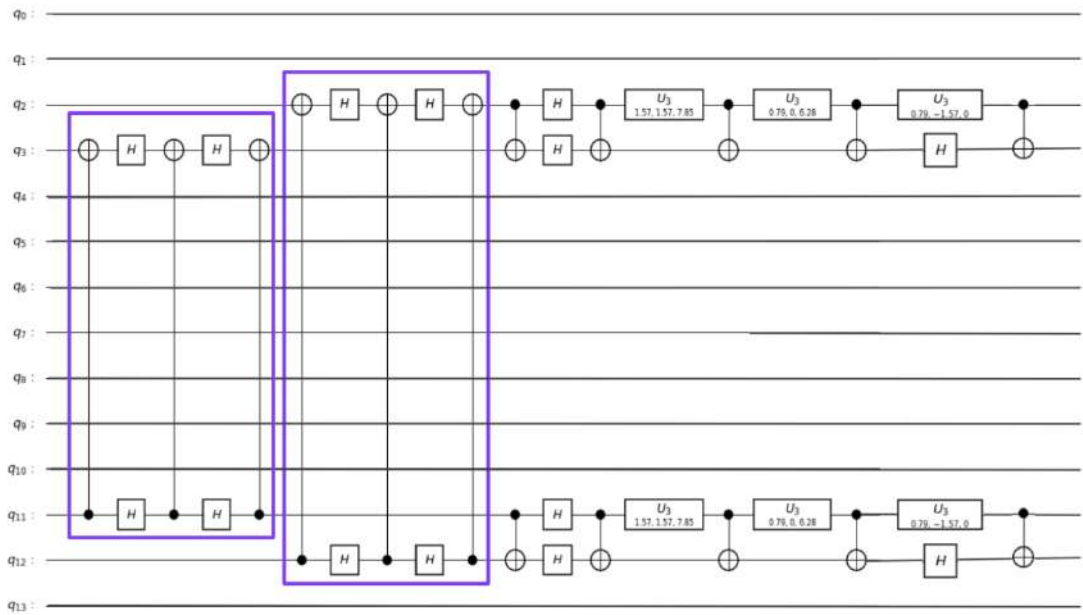 q0 :
q1 :
q2 : H H H U3 1.57, 1.57, 7.85 U3 0.79, 0, 6.28 U3 0.79, −1.57, 0
q3 : H H H H
q4 :
q5 :
q6 :
q7 :
q8 :
q9 :
q10 :
q11 : H H H U3 1.57, 1.57, 7.85 U3 0.79, 0, 6.28 U3 0.79, −1.57, 0
q12 : H H H H
q13 :